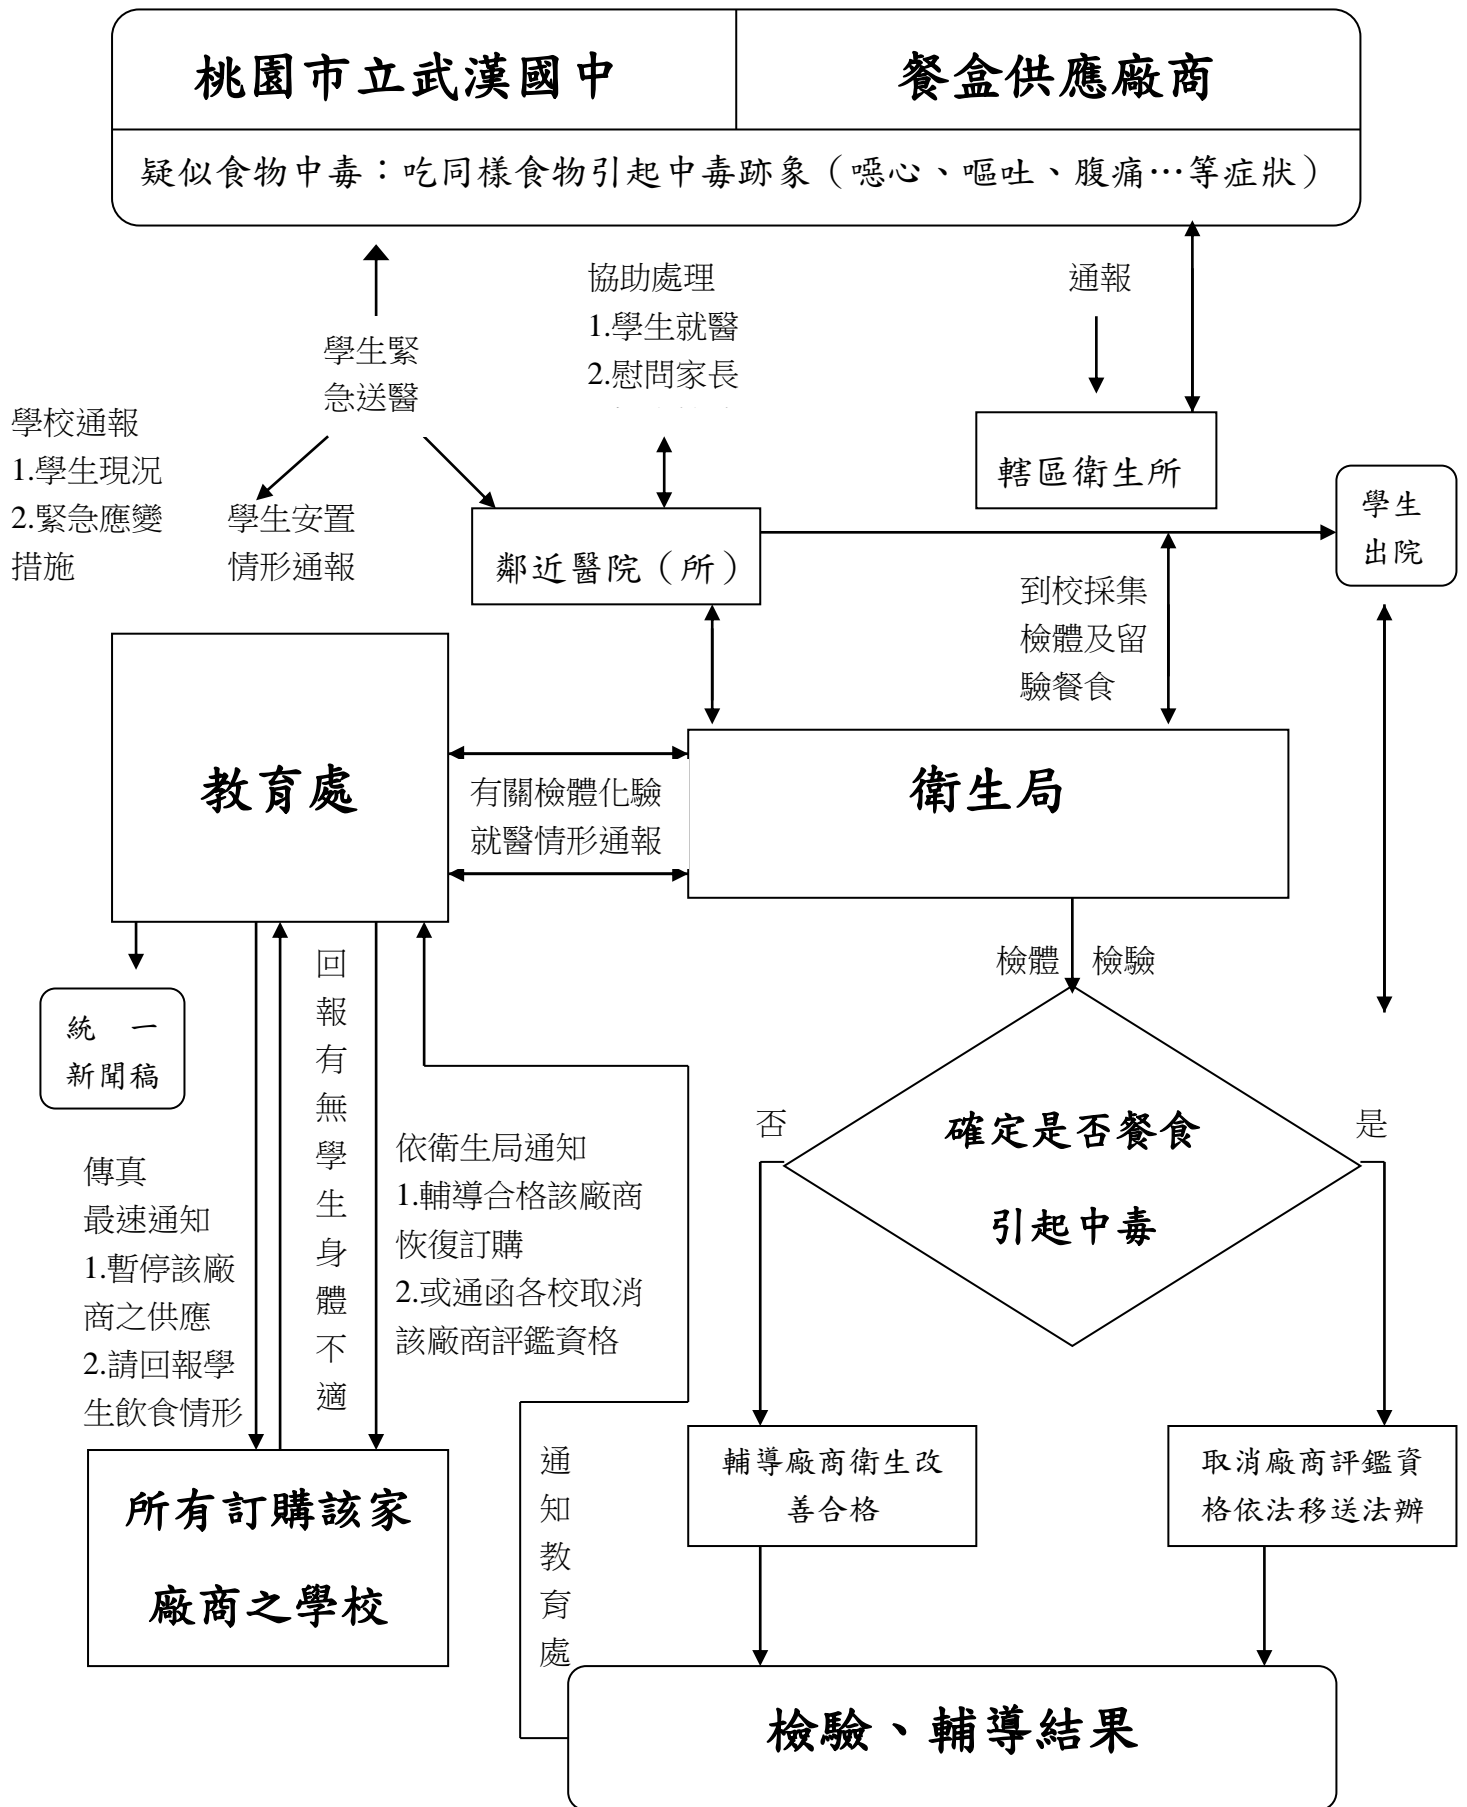 桃園市立武漢國中
餐盒供應廠商
疑似食物中毒：吃同樣食物引起中毒跡象（噁心、嘔吐、腹痛…等症狀）
協助處理
1.學生就醫
2.慰問家長
通報
學生緊
急送醫
學校通報
1.學生現況
2.緊急應變
措施
學生安置
情形通報
鄰近醫院（所）
轄區衛生所
學生
出院
到校採集
檢體及留
驗餐食
教育處
有關檢體化驗
就醫情形通報
衛生局
檢體
檢驗
統　一
新聞稿
回
報
有
無
學
生
身
體
不
適
傳真
最速通知
1.暫停該廠
商之供應
2.請回報學
生飲食情形
依衛生局通知
1.輔導合格該廠商
恢復訂購
2.或通函各校取消
該廠商評鑑資格
否
確定是否餐食
引起中毒
是
所有訂購該家
廠商之學校
通
知
教
育
處
輔導廠商衛生改
善合格
取消廠商評鑑資
格依法移送法辦
檢驗、輔導結果